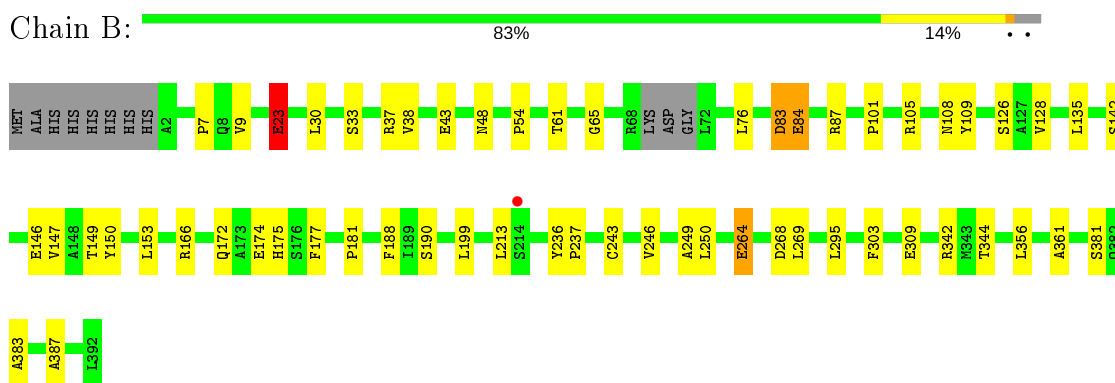 Chain B:
83% 14% • •
MET ALA HIS HIS HIS HIS HIS HIS A2 P7 Q8 V9 E23 L30 S33 R37 V38 E43 N48 P54 T61 G65 R68 LYS ASP GLY L72 L76 D83 E84 R87 P101 R105 N108 Y109 S126 A127 V128 L135 S142
E146 V147 A148 T149 Y150 L153 R166 Q172 A173 E174 H175 S176 F177 P181 F188 I189 S190 L199 L213 S214 Y236 P237 C243 V246 A249 L250 E264 D268 L269 L295 F303 E309 R342 M343 T344 L356 A361 S381
A383 A387 L392